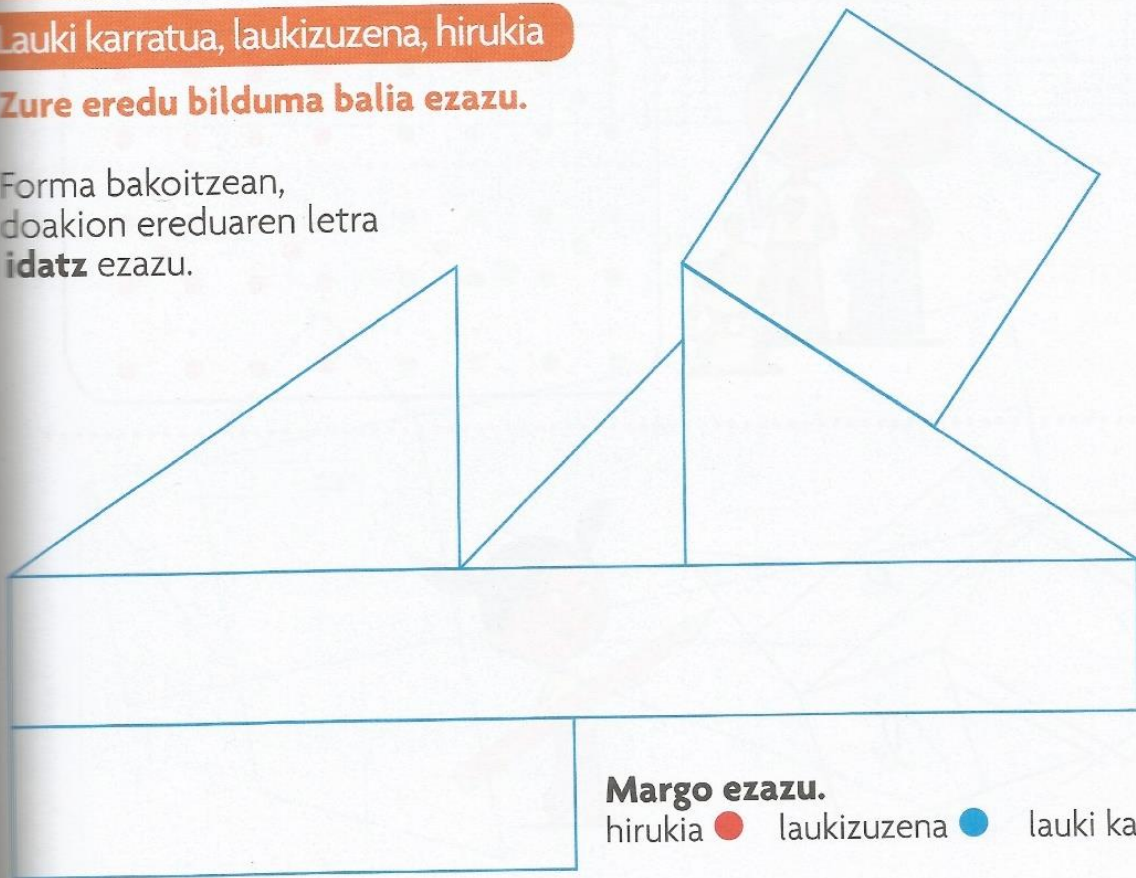 Lauki karratua, laukizuzena, hirukia
Zure eredu bilduma balia ezazu.
Forma bakoitzean,
doakion ereduaren letra
idatz ezazu.
Margo ezazu.
hirukia laukizuzena lauki